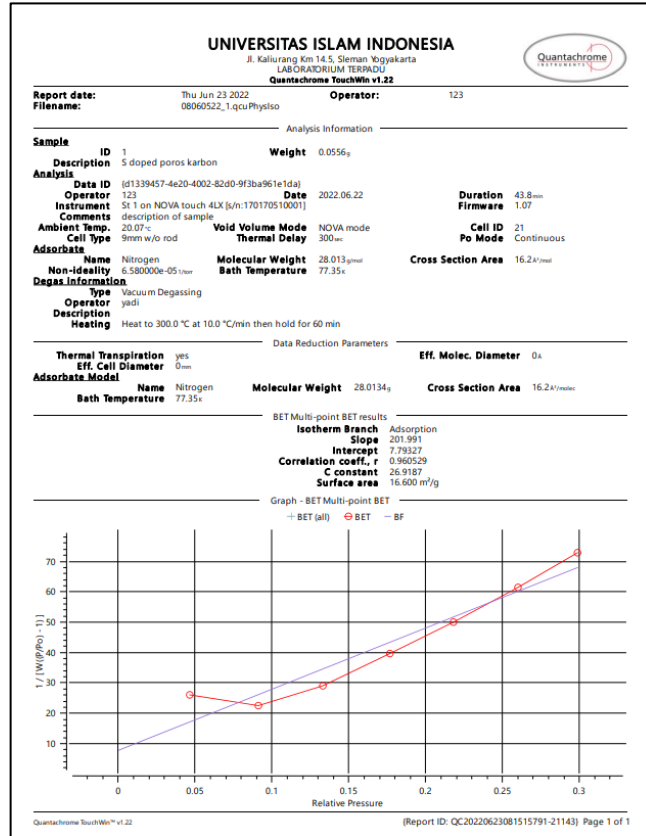 UNIVERSITAS ISLAM INDONESIA
Jl. Kaliurang Km 14.5, Sleman Yogyakarta
LABORATORIUM TERPADU
Quantachrome TouchWin v1.22
Quantachrome
INSTRUMENTS
Report date: Thu Jun 23 2022 Operator: 123
Filename: 08060522_1.qcuPhysIso
Analysis Information
Sample
ID 1 Weight 0.0556g
Description S doped poros karbon
Analysis
Data ID {d1339457-4e20-4002-82d0-9f3ba961e1da}
Operator 123 Date 2022.06.22 Duration 43.8min
Instrument St 1 on NOVA touch 4LX [s/n:170170510001] Firmware 1.07
Comments description of sample
Ambient Temp. 20.07°C Void Volume Mode NOVA mode Cell ID 21
Cell Type 9mm w/o rod Thermal Delay 300sec Po Mode Continuous
Adsorbate
Name Nitrogen Molecular Weight 28.013g/mol Cross Section Area 16.2Å²/mol
Non-ideality 6.580000e-05 1/torr Bath Temperature 77.35K
Degas Information
Type Vacuum Degassing
Operator yadi
Description
Heating Heat to 300.0 °C at 10.0 °C/min then hold for 60 min
Data Reduction Parameters
Thermal Transpiration yes Eff. Molec. Diameter 0Å
Eff. Cell Diameter 0mm
Adsorbate Model
Name Nitrogen Molecular Weight 28.0134g Cross Section Area 16.2Å²/molec
Bath Temperature 77.35K
BET Multi-point BET results
Isotherm Branch Adsorption
Slope 201.991
Intercept 7.79327
Correlation coeff., r 0.960529
C constant 26.9187
Surface area 16.600 m²/g
Graph - BET Multi-point BET
BET (all) BET BF
1 / [W((P/Po) - 1) ]
70
60
50
40
30
20
10
0 0.05 0.1 0.15 0.2 0.25 0.3
Relative Pressure
Quantachrome TouchWin™ v1.22 {Report ID: QC20220623081515791-21143} Page 1 of 1